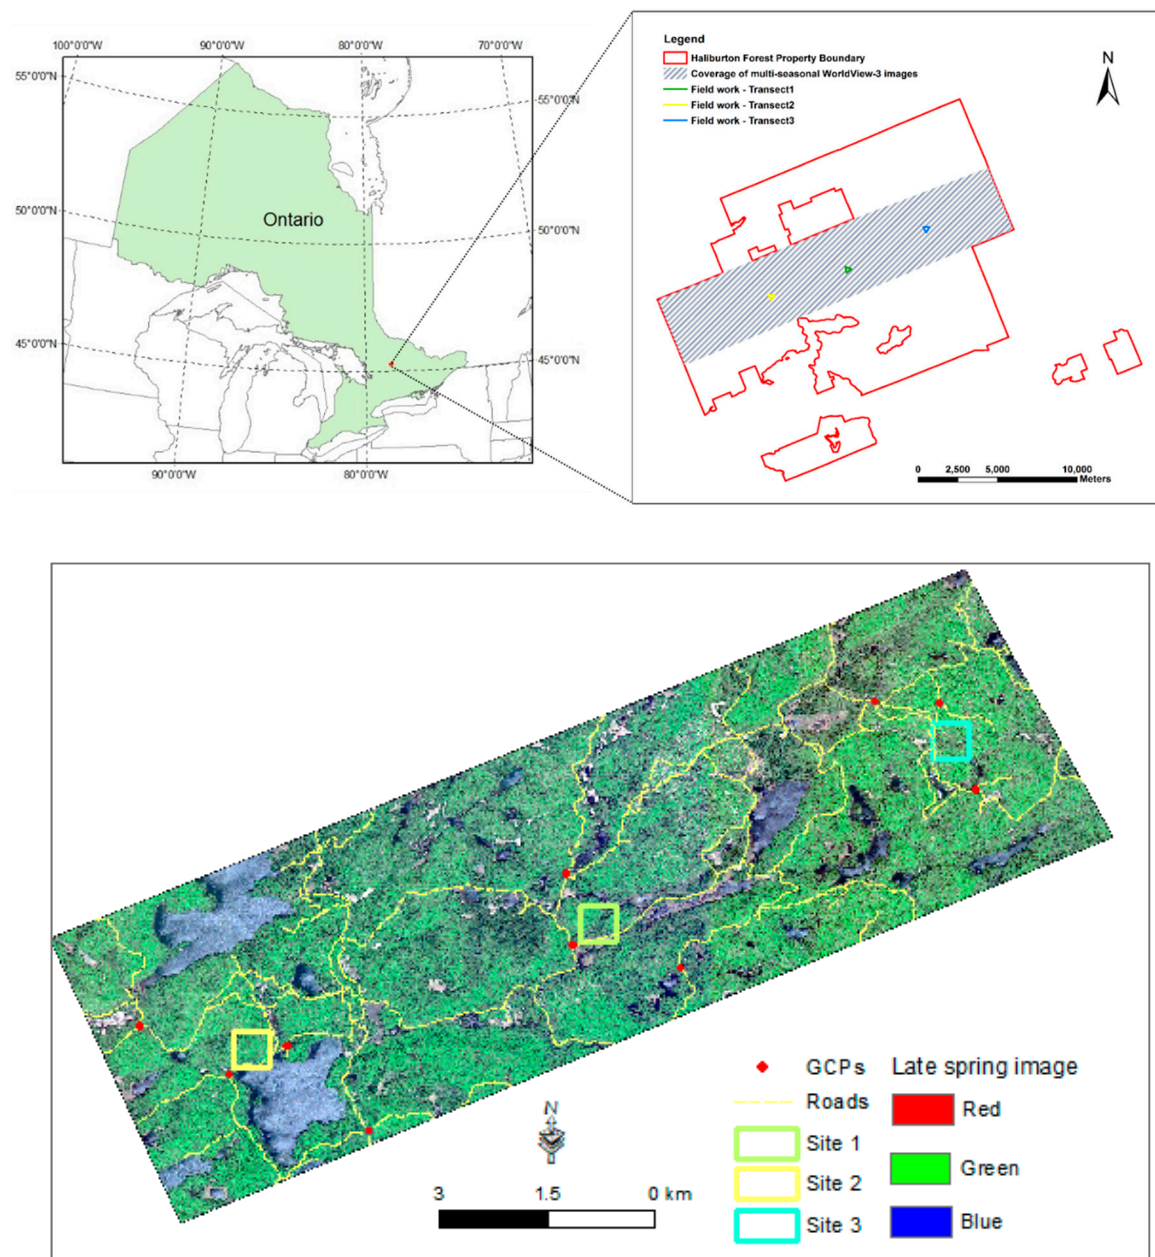 100°0'0"W
90°0'0"W
80°0'0"W
70°0'0"W
55°0'0"N
55°0'0"N
50°0'0"N
50°0'0"N
45°0'0"N
45°0'0"N
90°0'0"W
80°0'0"W
Ontario
Legend
Haliburton Forest Property Boundary
Coverage of multi-seasonal WorldView-3 images
Field work - Transect1
Field work - Transect2
Field work - Transect3
N
0 2,500 5,000 10,000
Meters
GCPs
Roads
Site 1
Site 2
Site 3
Late spring image
Red
Green
Blue
N
3 1.5 0 km